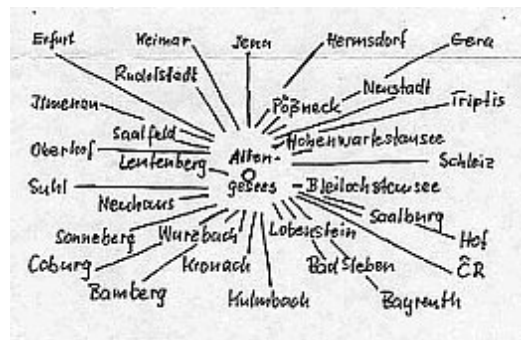 Erfurt Weimar Jena Hermsdorf Gera
Rudolstadt Neustadt
Ilmenau Pößneck Triptis
Saalfeld Hohenwartestausee
Oberhof Leutenberg Alten- Schleiz
Suhl gesees Bleilochstausee
Neuhaus Saalburg
Sonneberg Wurzbach Lobenstein Hof
Coburg Kronach Bad Steben ČR
Bamberg Kulmbach Bayreuth